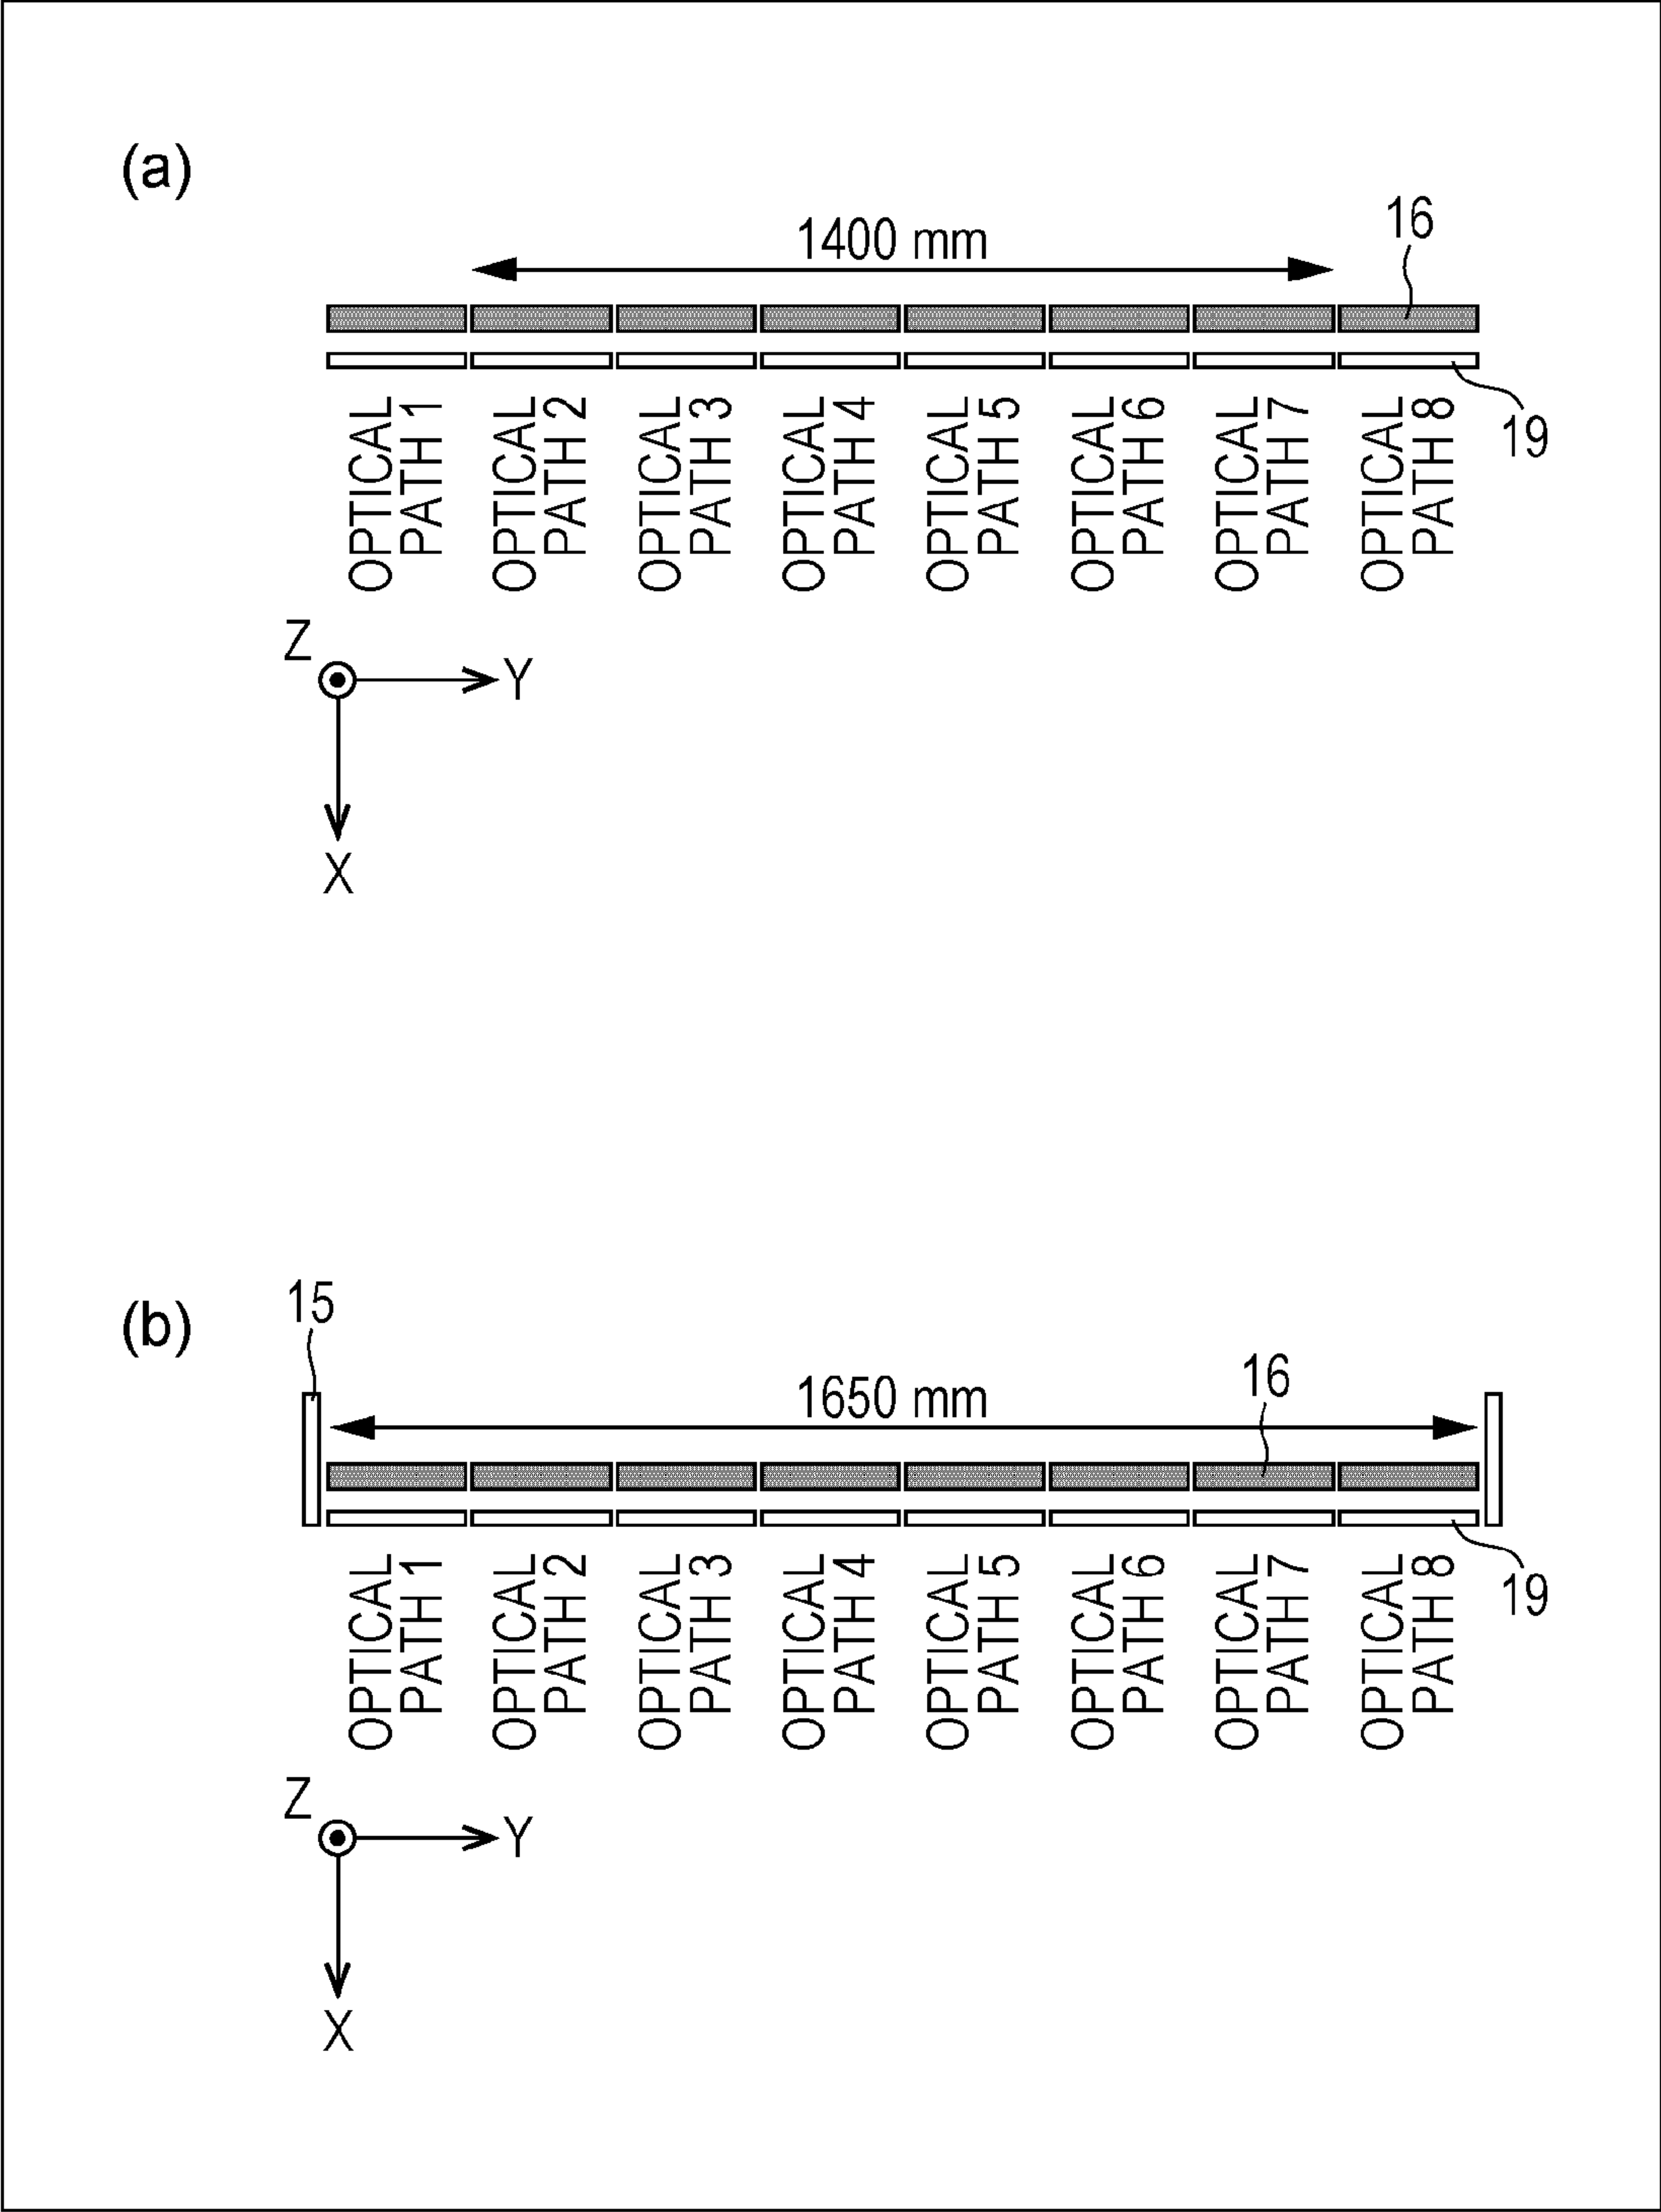 (a)
1400 mm
16
OPTICAL
PATH 1
OPTICAL
PATH 2
OPTICAL
PATH 3
OPTICAL
PATH 4
OPTICAL
PATH 5
OPTICAL
PATH 6
OPTICAL
PATH 7
OPTICAL
PATH 8
19
Z
Y
X
(b)
15
1650 mm
16
OPTICAL
PATH 1
OPTICAL
PATH 2
OPTICAL
PATH 3
OPTICAL
PATH 4
OPTICAL
PATH 5
OPTICAL
PATH 6
OPTICAL
PATH 7
OPTICAL
PATH 8
19
Z
Y
X